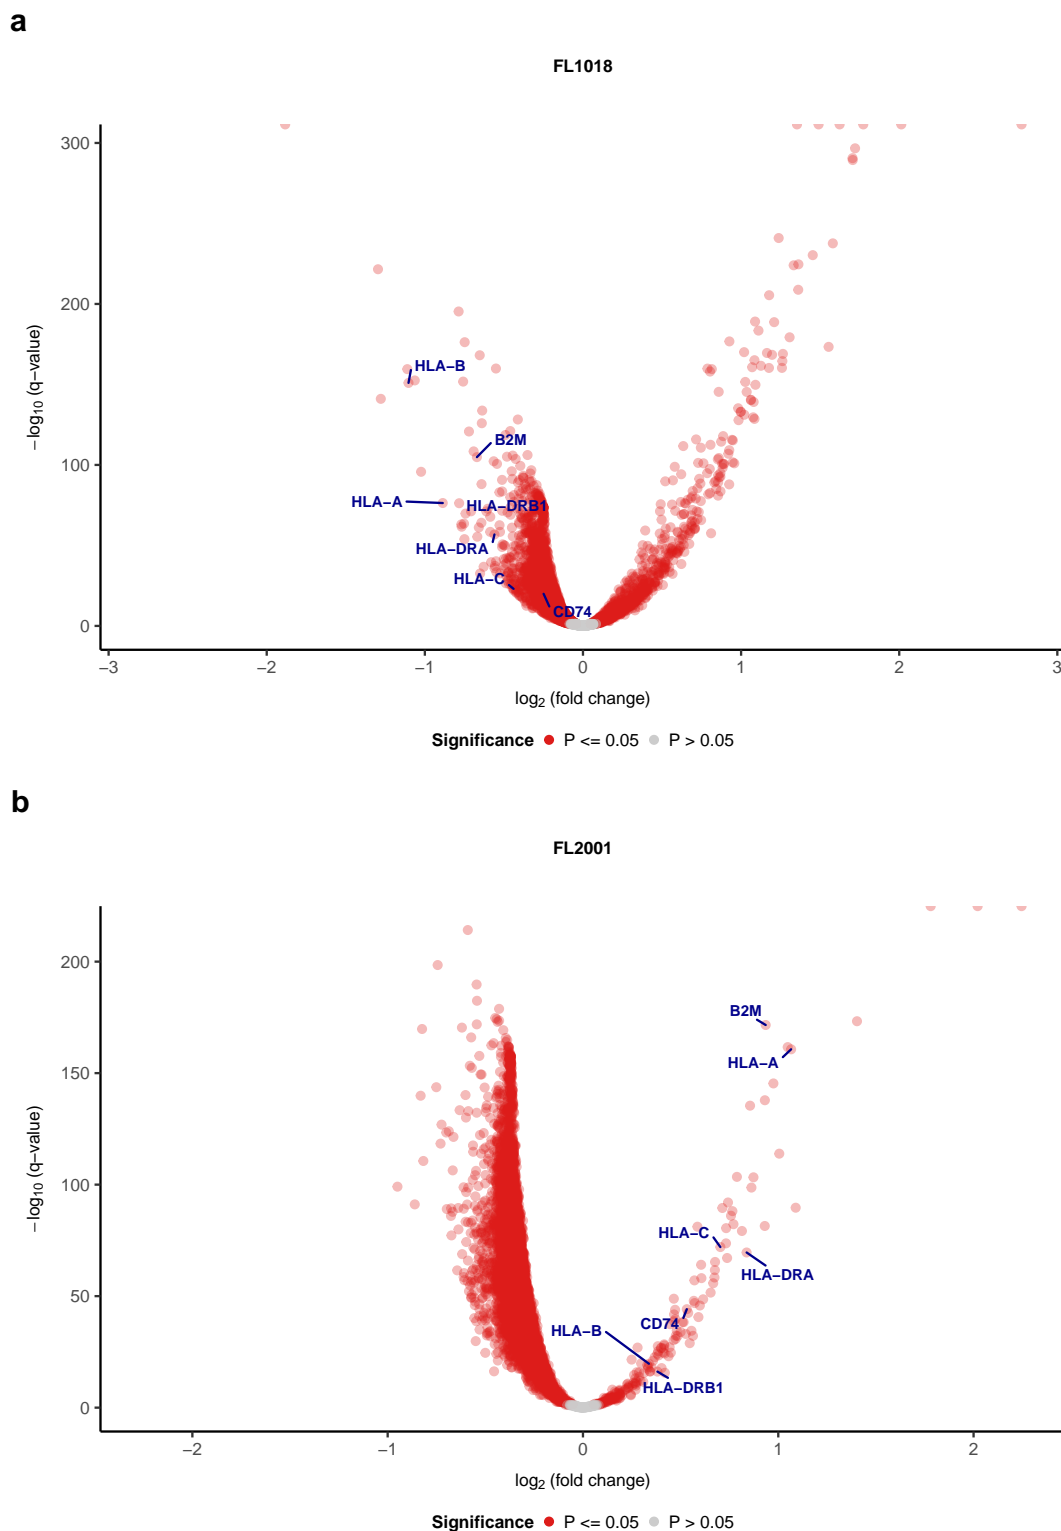 a
FL1018
300
200
100
0
−log10 (q−value)
HLA−B
B2M
HLA−A
HLA−DRB1
HLA−DRA
HLA−C
CD74
−3 −2 −1 0 1 2 3
log2 (fold change)
Significance P <= 0.05 P > 0.05
b
FL2001
200
150
100
50
0
−log10 (q−value)
B2M
HLA−A
HLA−C
HLA−DRA
CD74
HLA−B
HLA−DRB1
−2 −1 0 1 2
log2 (fold change)
Significance P <= 0.05 P > 0.05